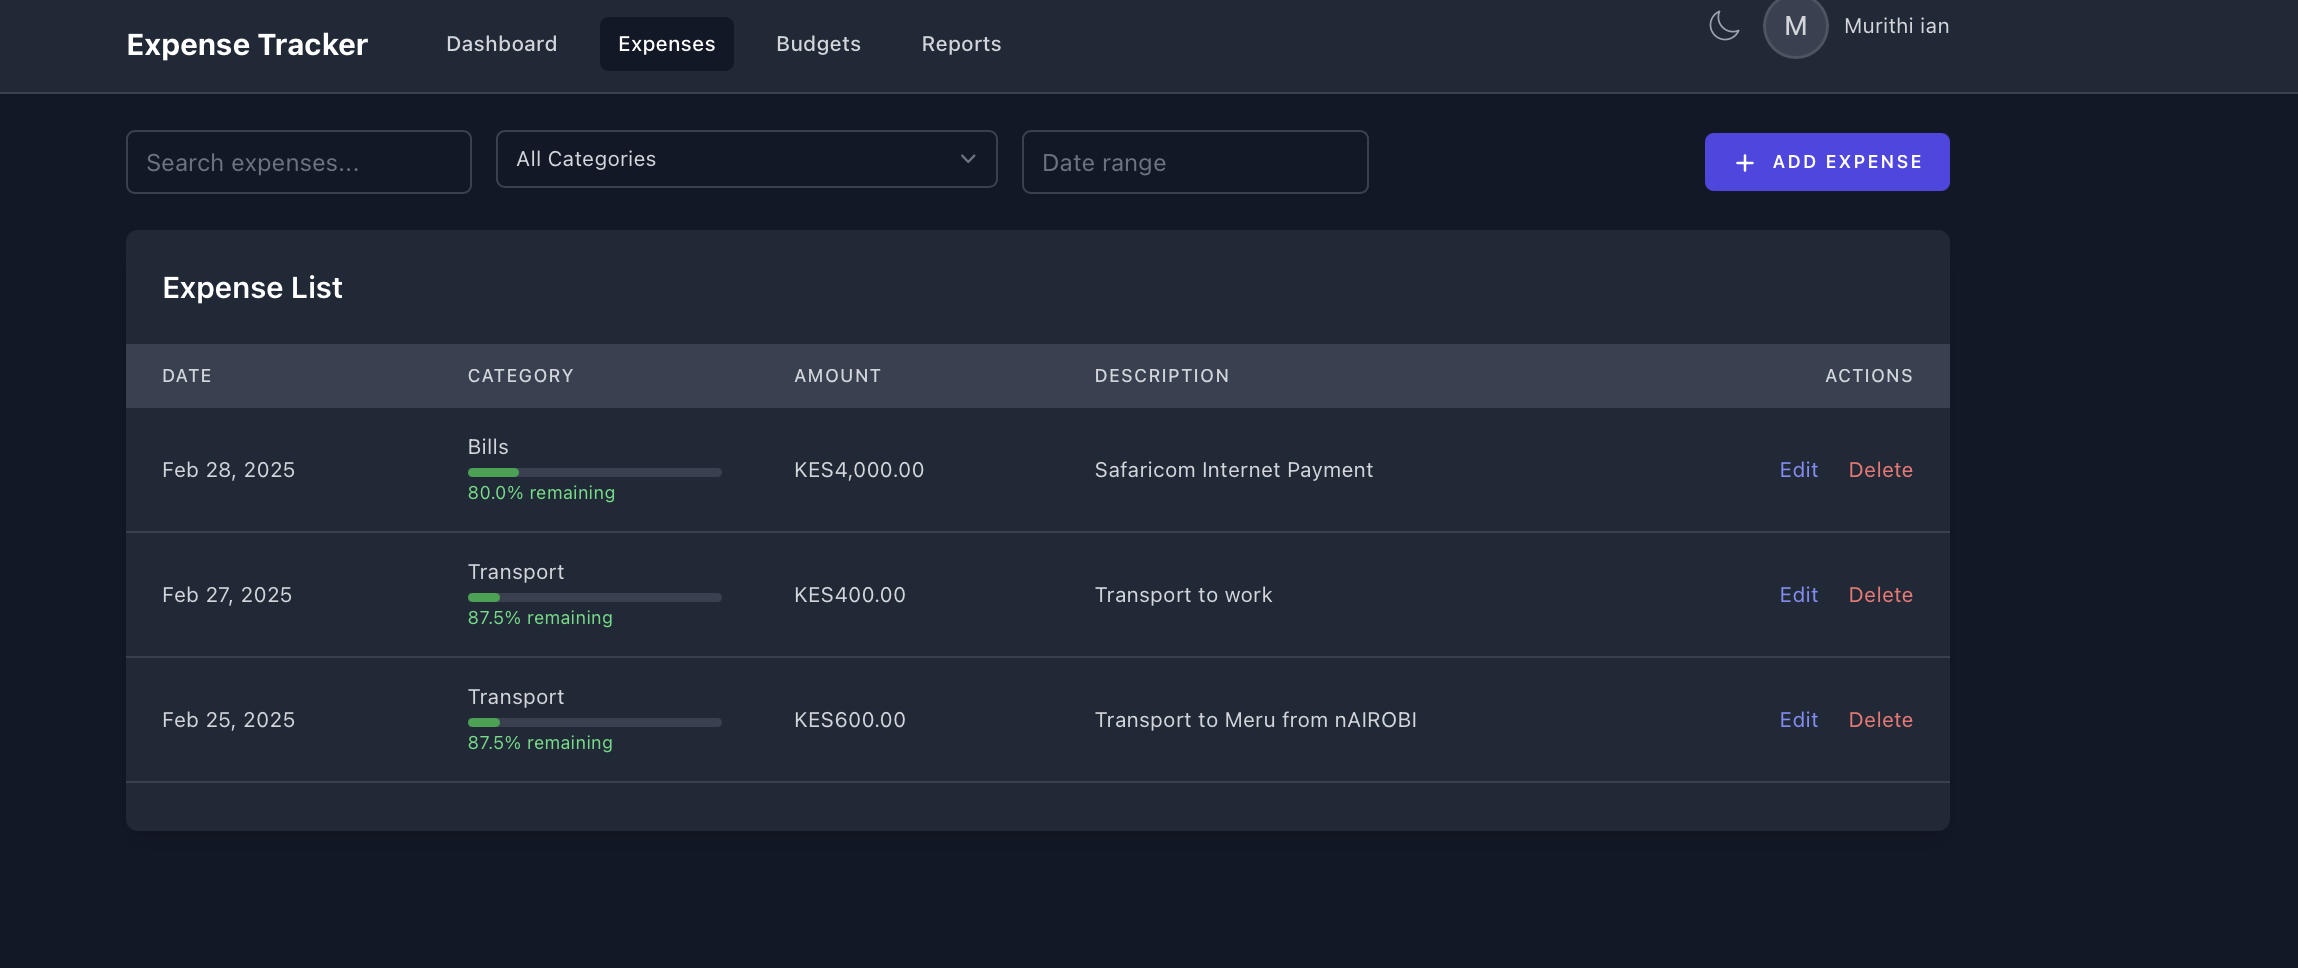 Expense Tracker Dashboard Expenses Budgets Reports M Murithi ian
Search expenses... All Categories Date range + ADD EXPENSE
Expense List
DATE CATEGORY AMOUNT DESCRIPTION ACTIONS
Bills
Feb 28, 2025 KES4,000.00 Safaricom Internet Payment Edit Delete
80.0% remaining
Transport
Feb 27, 2025 KES400.00 Transport to work Edit Delete
87.5% remaining
Transport
Feb 25, 2025 KES600.00 Transport to Meru from nAIROBI Edit Delete
87.5% remaining